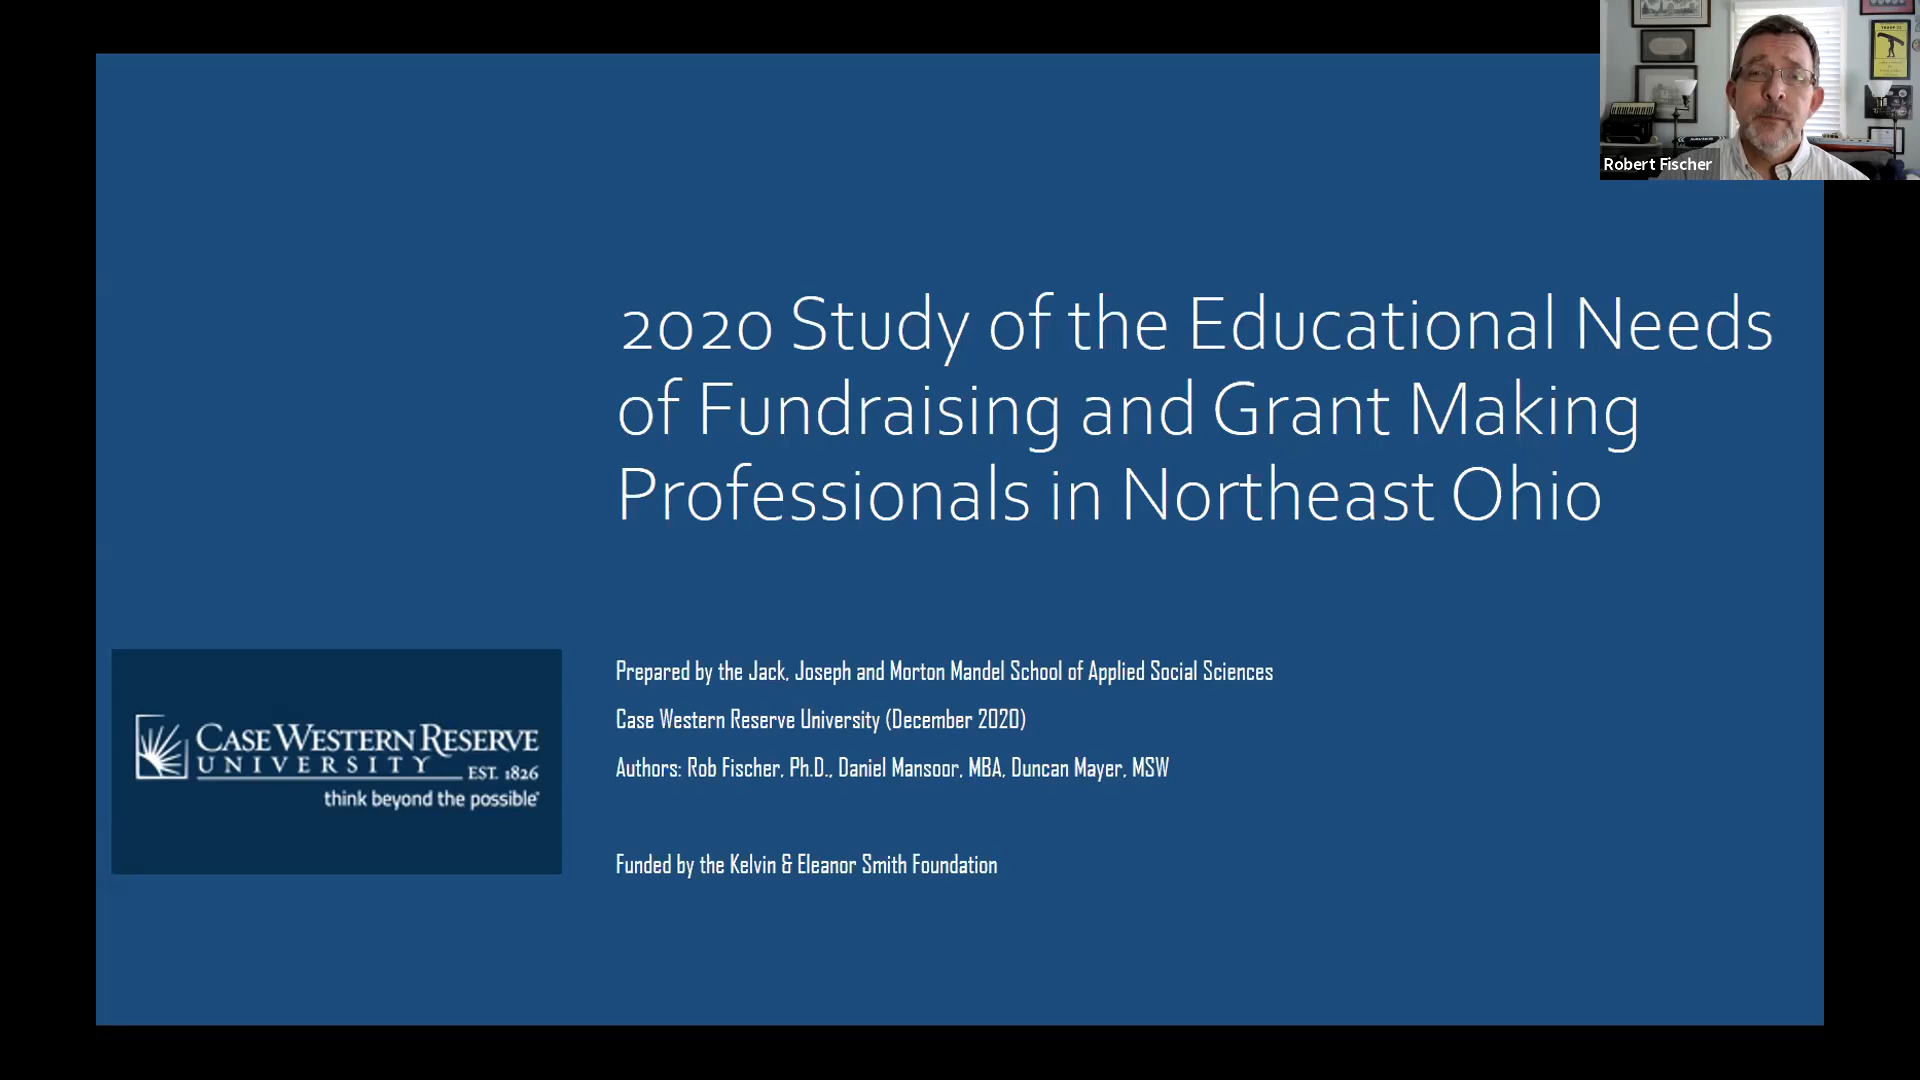 Robert Fischer
2020 Study of the Educational Needs
of Fundraising and Grant Making
Professionals in Northeast Ohio
Prepared by the Jack, Joseph and Morton Mandel School of Applied Social Sciences
Case Western Reserve University (December 2020)
Authors: Rob Fischer, Ph.D., Daniel Mansoor, MBA, Duncan Mayer, MSW
Funded by the Kelvin & Eleanor Smith Foundation
CASE WESTERN RESERVE
UNIVERSITY EST. 1826
think beyond the possible